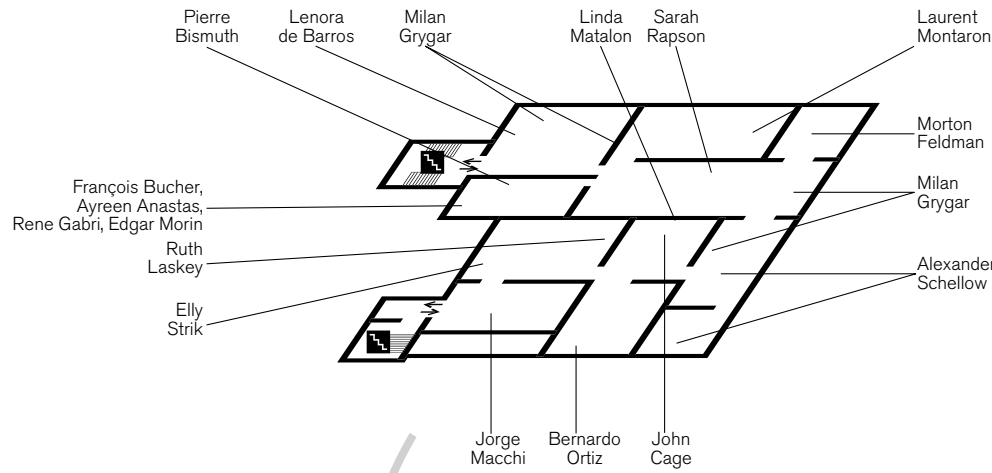 Pierre
Bismuth
Lenora
de Barros
Milan
Grygar
Linda
Matalon
Sarah
Rapson
Laurent
Montaron
Morton
Feldman
François Bucher,
Ayreen Anastas,
Rene Gabri, Edgar Morin
Milan
Grygar
Ruth
Laskey
Alexander
Schellow
Elly
Strik
Jorge
Macchi
Bernardo
Ortiz
John
Cage